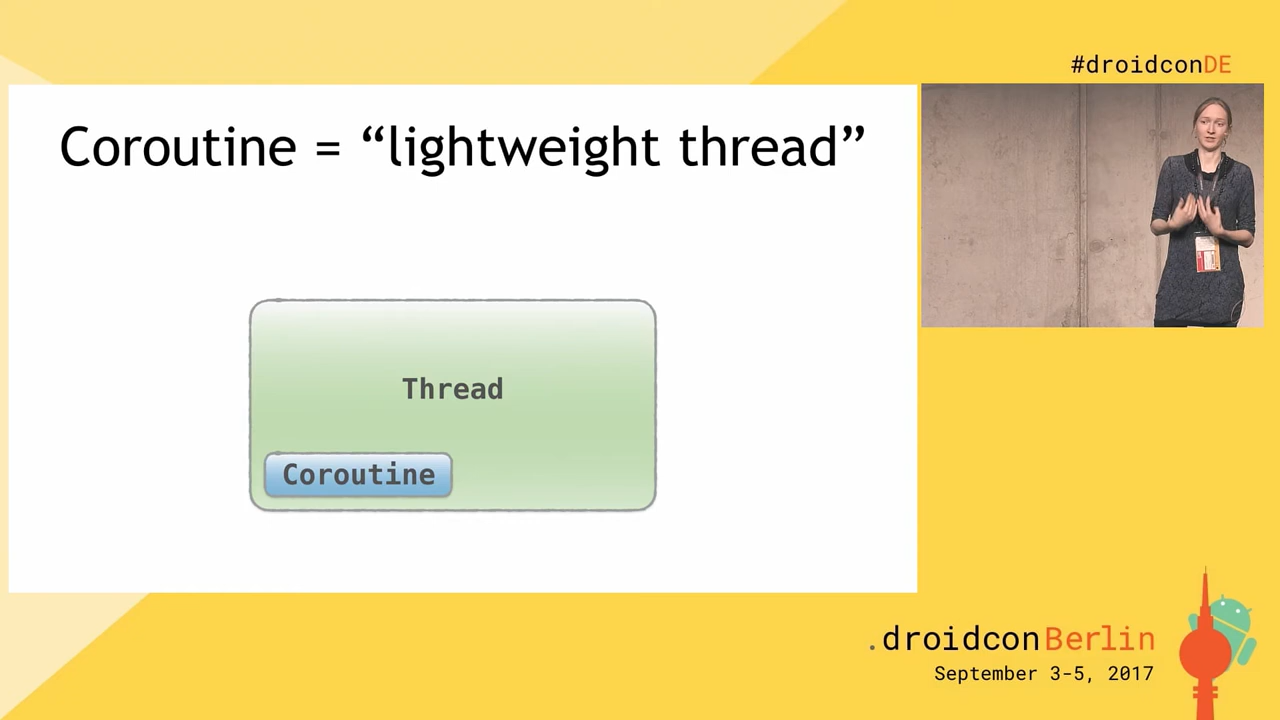 #droidconDE
Coroutine = “lightweight thread”
Thread
Coroutine
.droidconBerlin
September 3-5, 2017